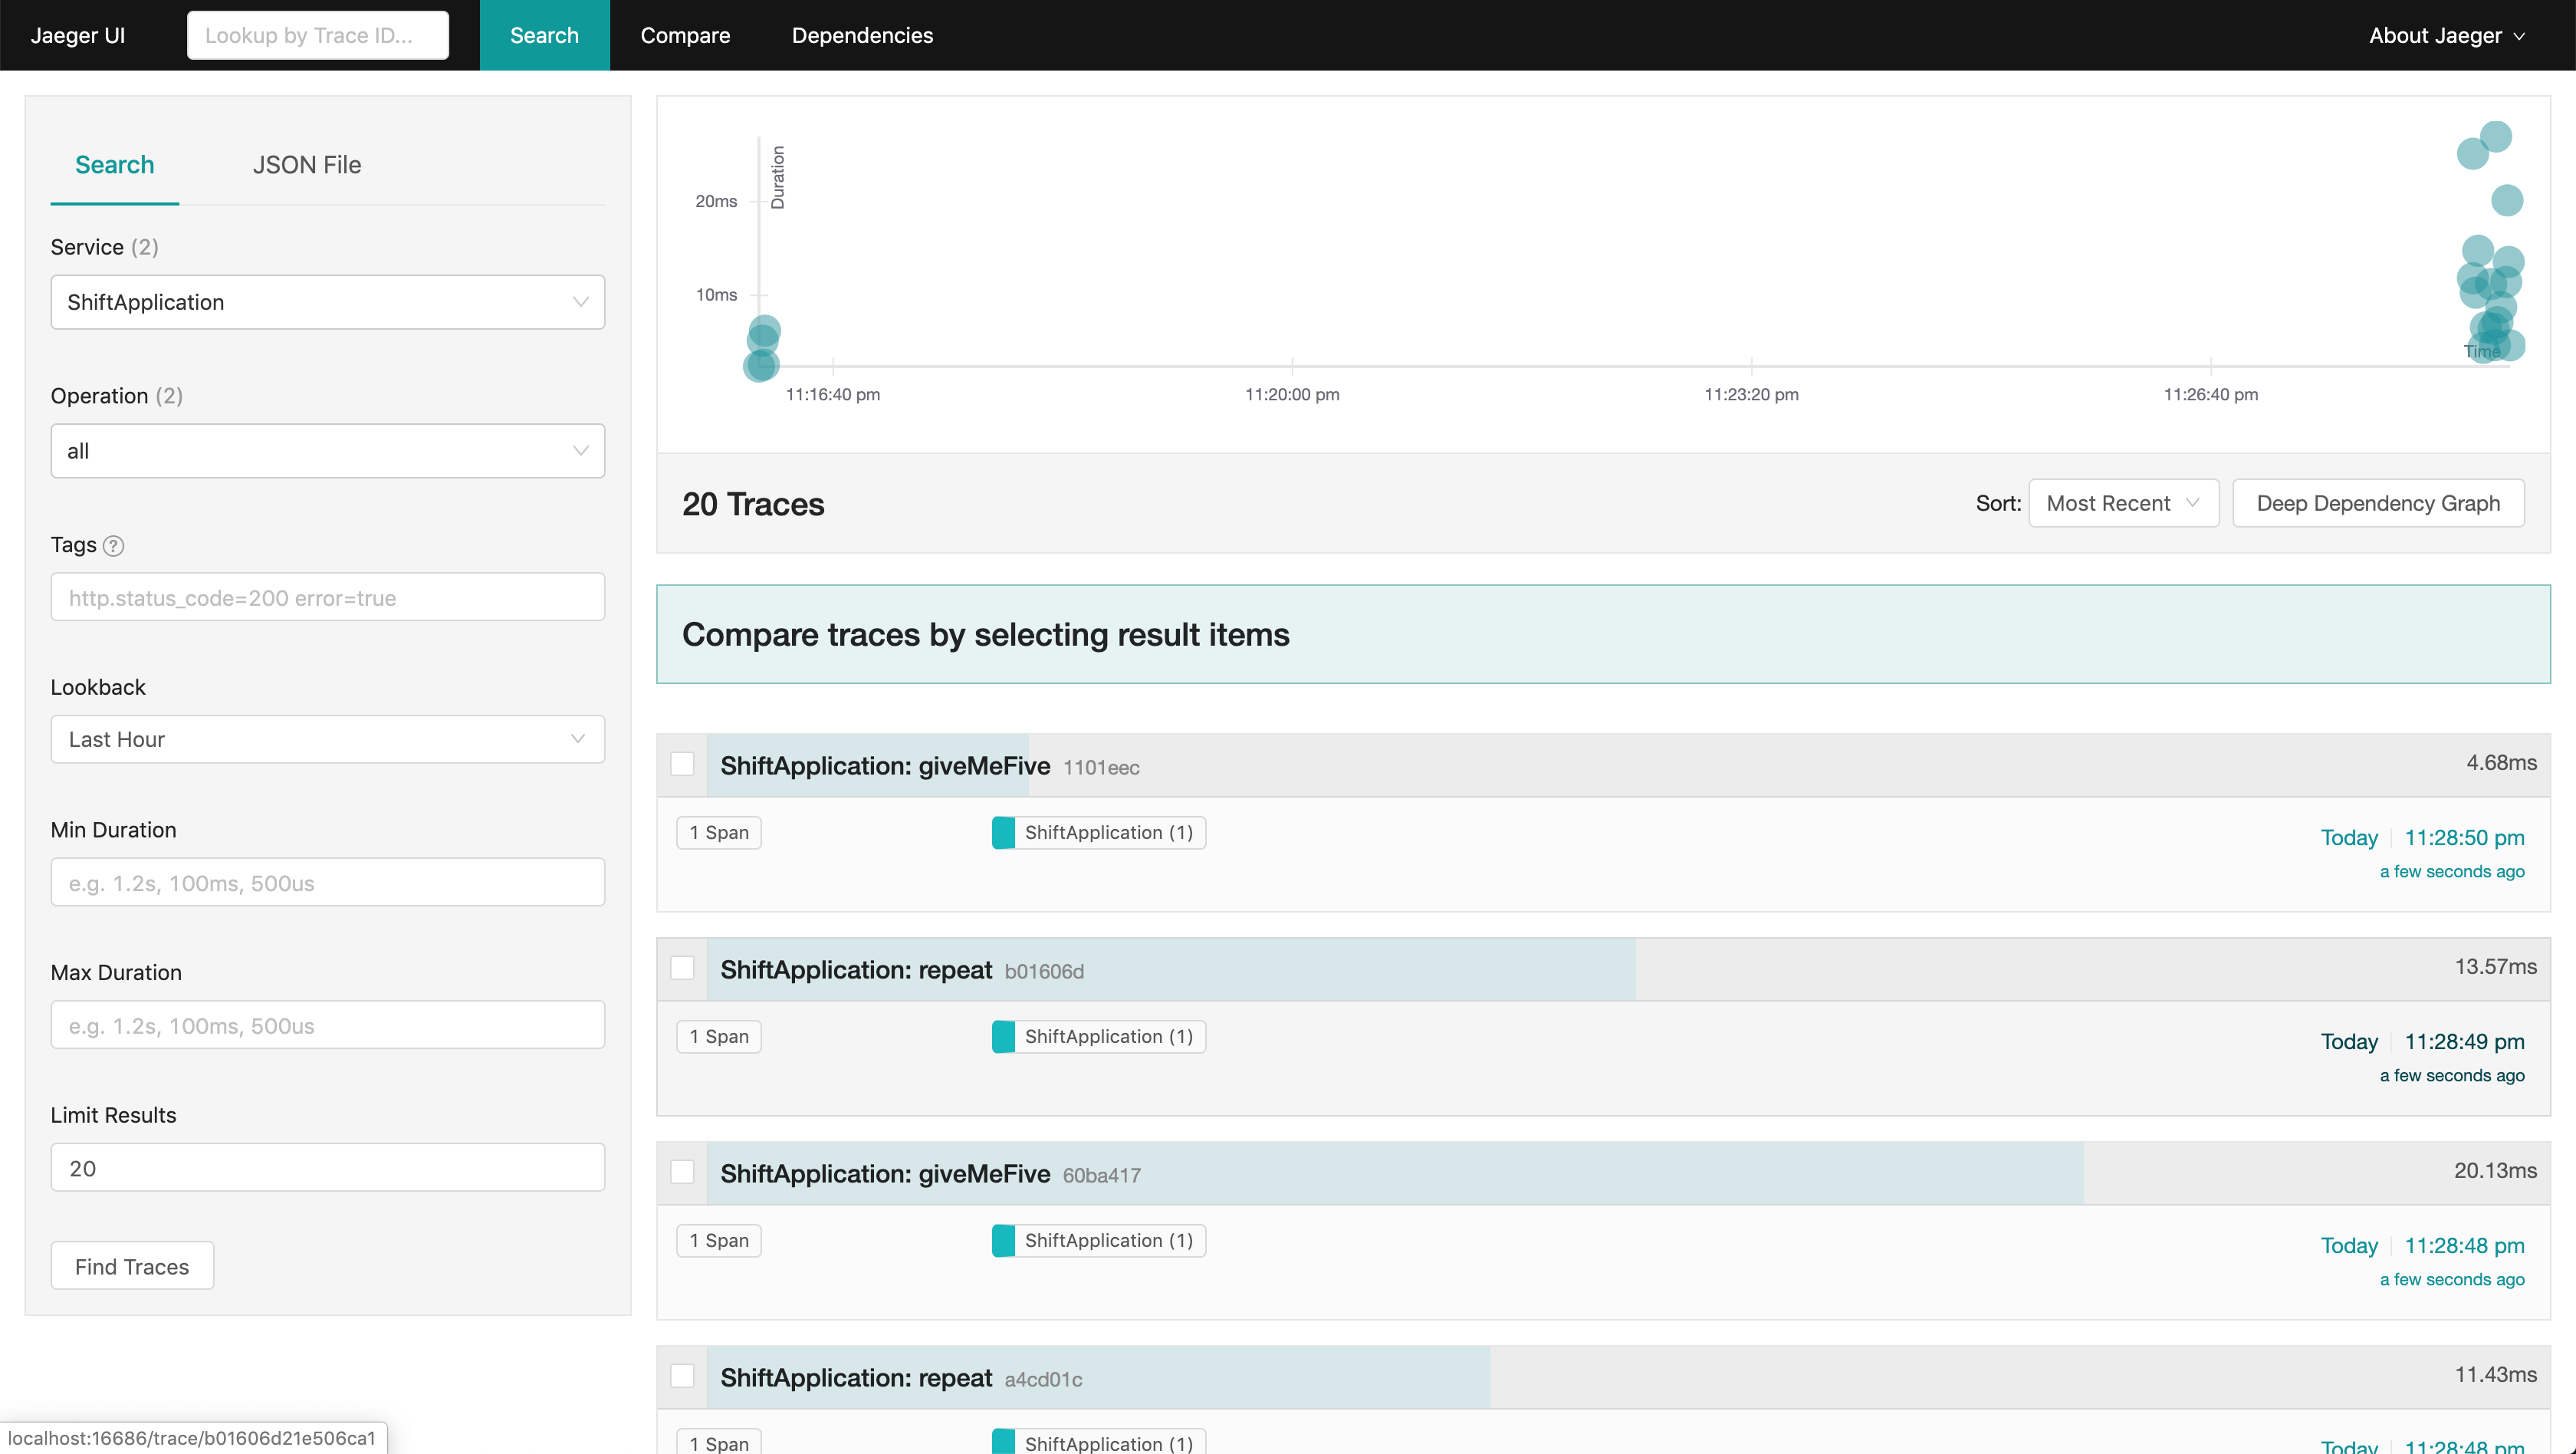 Jaeger UI
Lookup by Trace ID...
Search
Compare
Dependencies
About Jaeger
Search
JSON File
Service (2)
ShiftApplication
Operation (2)
all
Tags ?
http.status_code=200 error=true
Lookback
Last Hour
Min Duration
e.g. 1.2s, 100ms, 500us
Max Duration
e.g. 1.2s, 100ms, 500us
Limit Results
20
Find Traces
Duration
20ms
10ms
Time
11:16:40 pm
11:20:00 pm
11:23:20 pm
11:26:40 pm
20 Traces
Sort:
Most Recent
Deep Dependency Graph
Compare traces by selecting result items
ShiftApplication: giveMeFive 1101eec
4.68ms
1 Span
ShiftApplication (1)
Today 11:28:50 pm
a few seconds ago
ShiftApplication: repeat b01606d
13.57ms
1 Span
ShiftApplication (1)
Today 11:28:49 pm
a few seconds ago
ShiftApplication: giveMeFive 60ba417
20.13ms
1 Span
ShiftApplication (1)
Today 11:28:48 pm
a few seconds ago
ShiftApplication: repeat a4cd01c
11.43ms
1 Span
ShiftApplication (1)
Today 11:28:48 pm
localhost:16686/trace/b01606d21e506ca1